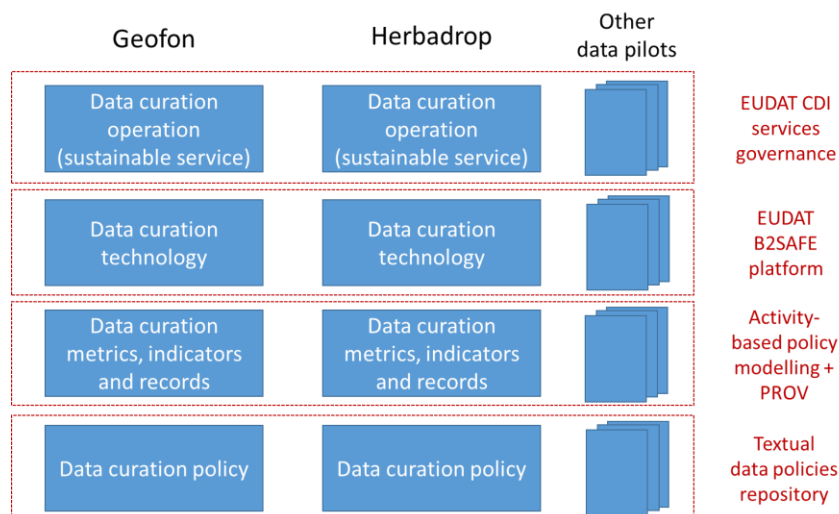 Geofon
Herbadrop
Other
data pilots
Data curation
operation
(sustainable service)
Data curation
operation
(sustainable service)
EUDAT CDI
services
governance
Data curation
technology
Data curation
technology
EUDAT
B2SAFE
platform
Data curation
metrics, indicators
and records
Data curation
metrics, indicators
and records
Activity-
based policy
modelling +
PROV
Data curation policy
Data curation policy
Textual
data policies
repository